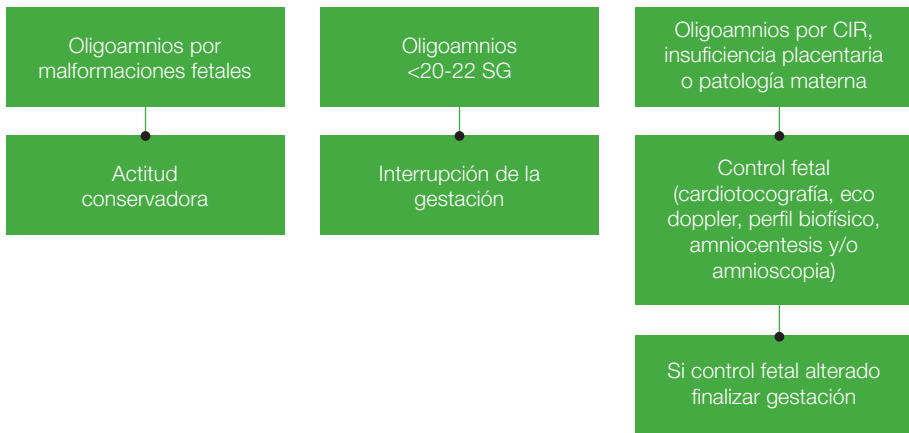 Oligoamnios por
malformaciones fetales
Actitud
conservadora
Oligoamnios
<20-22 SG
Interrupción de la
gestación
Oligoamnios por CIR,
insuficiencia placentaria
o patología materna
Control fetal
(cardiotocografía, eco
doppler, perfil biofísico,
amniocentesis y/o
amnioscopia)
Si control fetal alterado
finalizar gestación